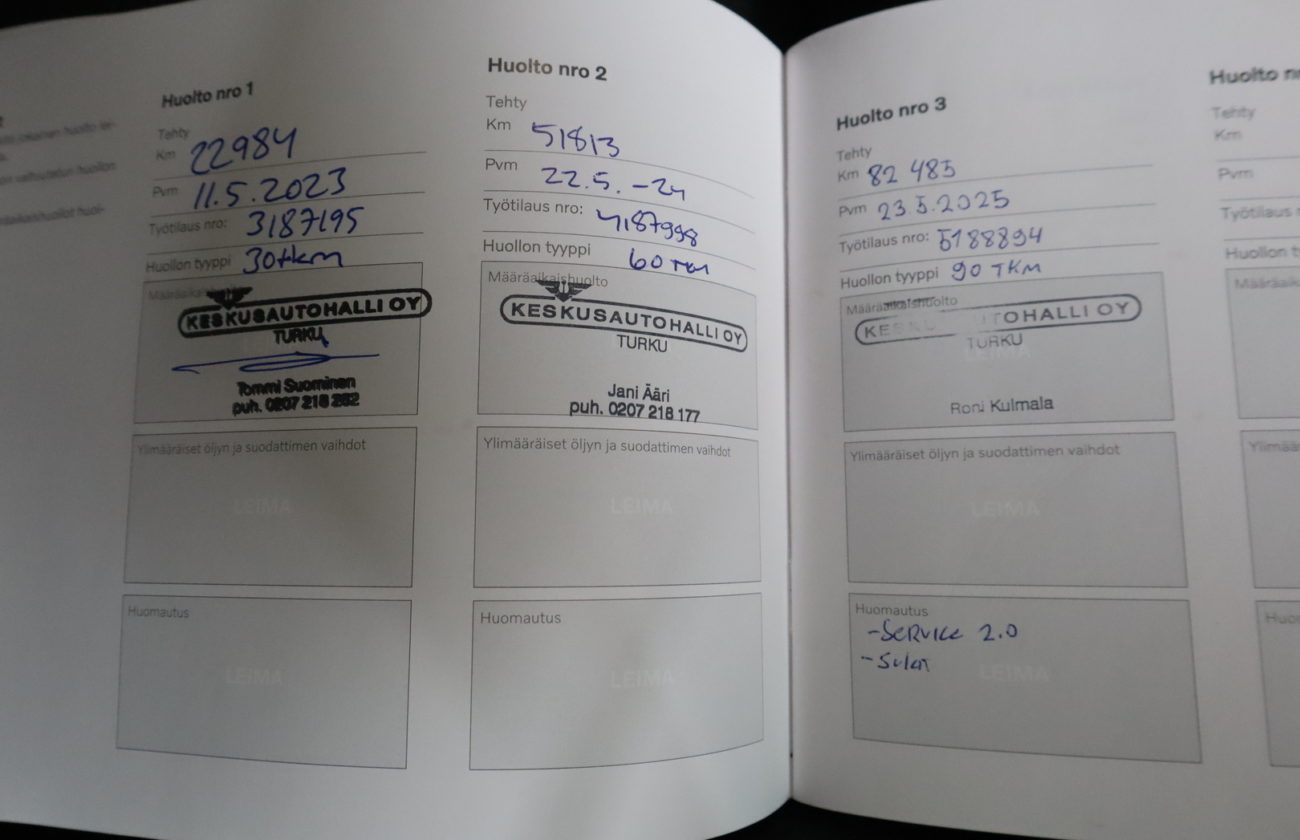 Huolto nro 1
Tehty
Km 22984
Pvm 11.5.2023
Työtilaus nro: 3187195
Huollon tyyppi 30tkm
KESKUSAUTOHALLI OY
TURKU
Tommi Suominen
puh. 0207 218 282
Ylimääräiset öljyn ja suodattimen vaihdot
LEIMA
Huomautus
LEIMA
Huolto nro 2
Tehty
Km 51813
Pvm 22.5.-24
Työtilaus nro: 4187998
Huollon tyyppi 60 TKM
Määräaikaishuolto
KESKUSAUTOHALLI OY
TURKU
Jani Ääri
puh. 0207 218 177
Ylimääräiset öljyn ja suodattimen vaihdot
LEIMA
Huomautus
LEIMA
Huolto nro 3
Tehty
Km 82 485
Pvm 23.5.2025
Työtilaus nro: 5188894
Huollon tyyppi 90 TKM
Määräaikaishuolto
KESKUSAUTOHALLI OY
TURKU
LEIMA
Roni Kulmala
Ylimääräiset öljyn ja suodattimen vaihdot
LEIMA
Huomautus
-SERVICE 2.0
-Sulat
LEIMA
Huolto
Tehty
Km
Pvm
Työtilaus
Huollon